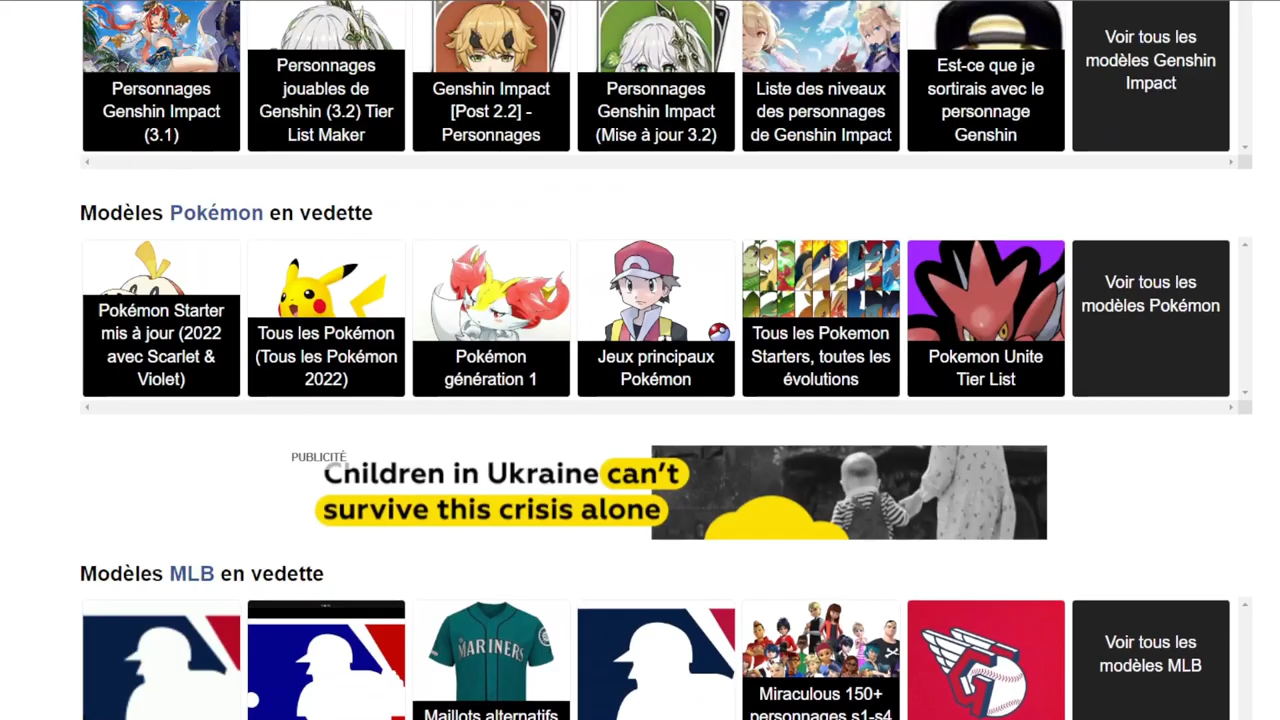 Personnages
Genshin Impact
(3.1)
Personnages
jouables de
Genshin (3.2) Tier
List Maker
Genshin Impact
[Post 2.2] -
Personnages
Personnages
Genshin Impact
(Mise à jour 3.2)
Liste des niveaux
des personnages
de Genshin Impact
Est-ce que je
sortirais avec le
personnage
Genshin
Voir tous les
modèles Genshin
Impact
Modèles Pokémon en vedette
Pokémon Starter
mis à jour (2022
avec Scarlet &
Violet)
Tous les Pokémon
(Tous les Pokémon
2022)
Pokémon
génération 1
Jeux principaux
Pokémon
Tous les Pokemon
Starters, toutes les
évolutions
Pokemon Unite
Tier List
Voir tous les
modèles Pokémon
PUBLICITÉ
Children in Ukraine can't
survive this crisis alone
Modèles MLB en vedette
MARINERS
Maillots alternatifs
Miraculous 150+
personnages s1-s4
Voir tous les
modèles MLB